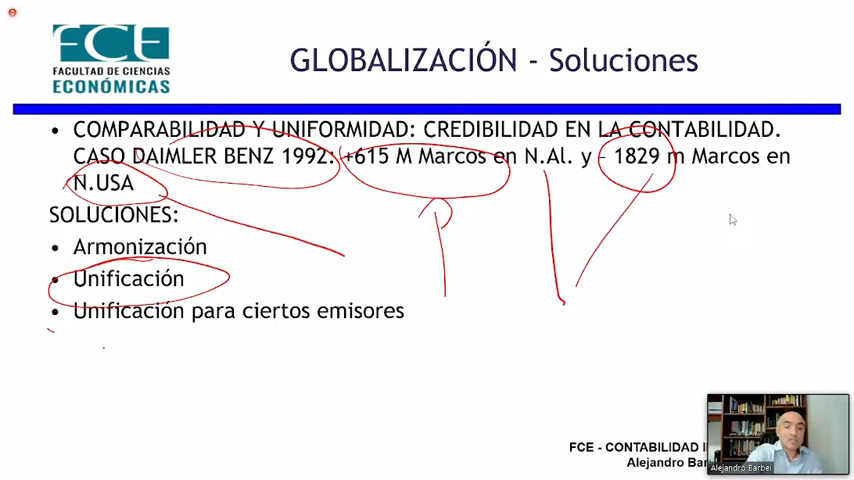 FCE
FACULTAD DE CIENCIAS
ECONÓMICAS
GLOBALIZACIÓN - Soluciones
• COMPARABILIDAD Y UNIFORMIDAD: CREDIBILIDAD EN LA CONTABILIDAD.
CASO DAIMLER BENZ 1992: +615 M Marcos en N.Al. y – 1829 m Marcos en
N.USA
SOLUCIONES:
• Armonización
• Unificación
• Unificación para ciertos emisores
FCE - CONTABILIDAD
Alejandro
Alejandro Barbei